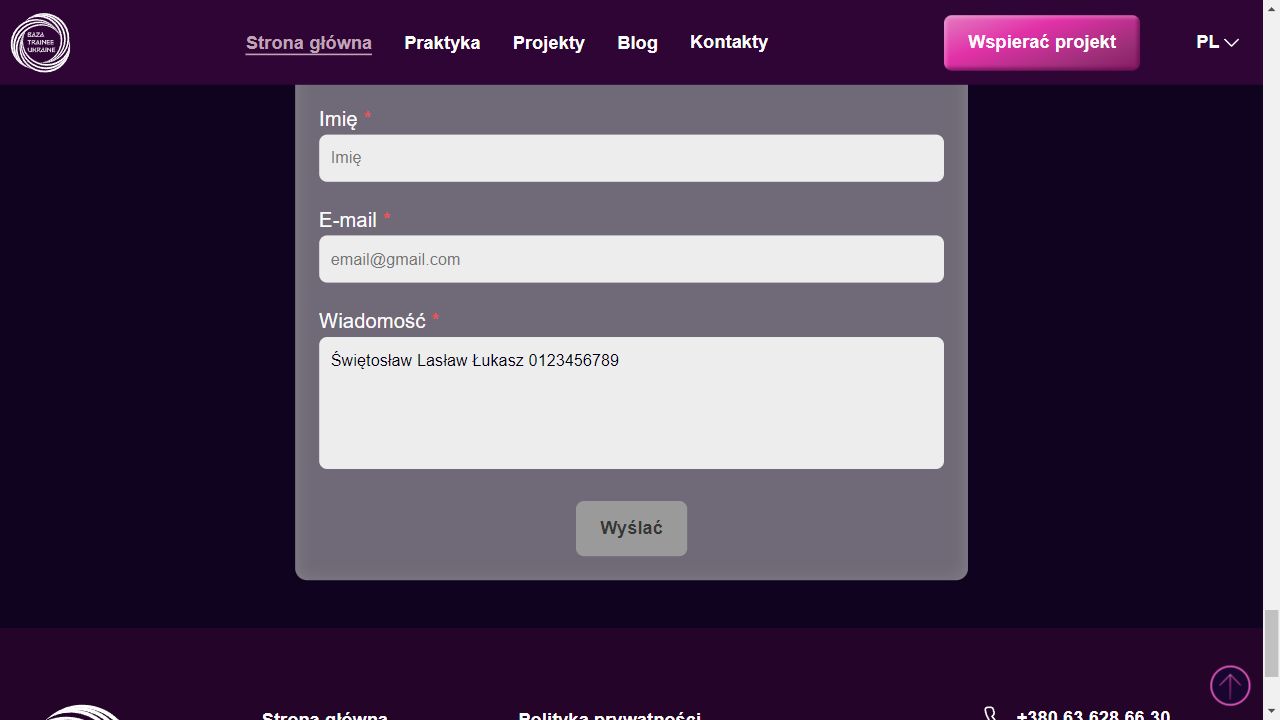 BAZA
TRAINEE
UKRAINE
Strona główna
Praktyka
Projekty
Blog
Kontakty
Wspierać projekt
PL
Imię *
Imię
E-mail *
email@gmail.com
Wiadomość *
Świętosław Lasław Łukasz 0123456789
Wyślać
Strona główna
Polityka prywatności
+380 63 628 66 30